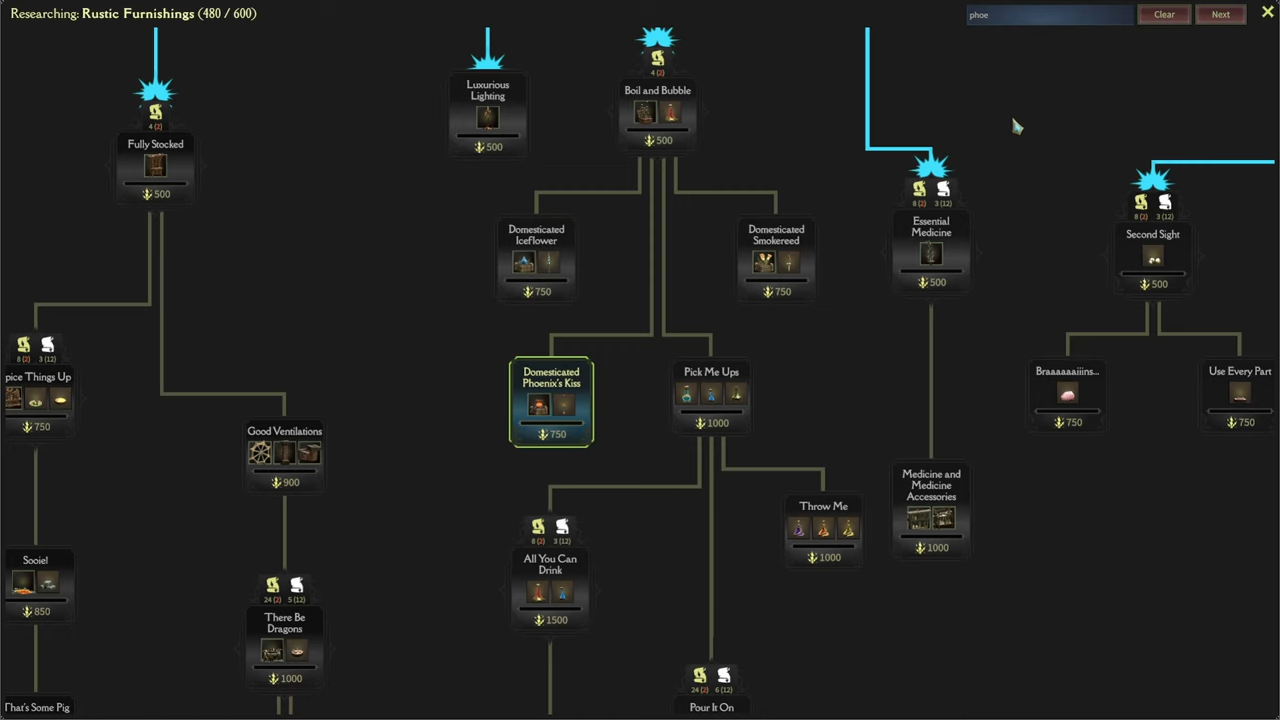 Researching: Rustic Furnishings (480 / 600)
phoe
Clear
Next
4 (2)
Fully Stocked
500
Luxurious
Lighting
500
4 (2)
Boil and Bubble
500
8 (2) 3 (12)
Essential
Medicine
500
8 (2) 3 (12)
Second Sight
500
Domesticated
Iceflower
750
Domesticated
Smokereed
750
8 (2) 3 (12)
pice Things Up
750
Good Ventilations
900
Domesticated
Phoenix's Kiss
750
Pick Me Ups
1000
Braaaaaaiiins...
750
Use Every Part
750
Medicine and
Medicine
Accessories
1000
Throw Me
1000
8 (2) 3 (12)
All You Can
Drink
1500
Sooie!
850
24 (2) 5 (12)
There Be
Dragons
1000
24 (2) 6 (12)
Pour It On
That's Some Pig